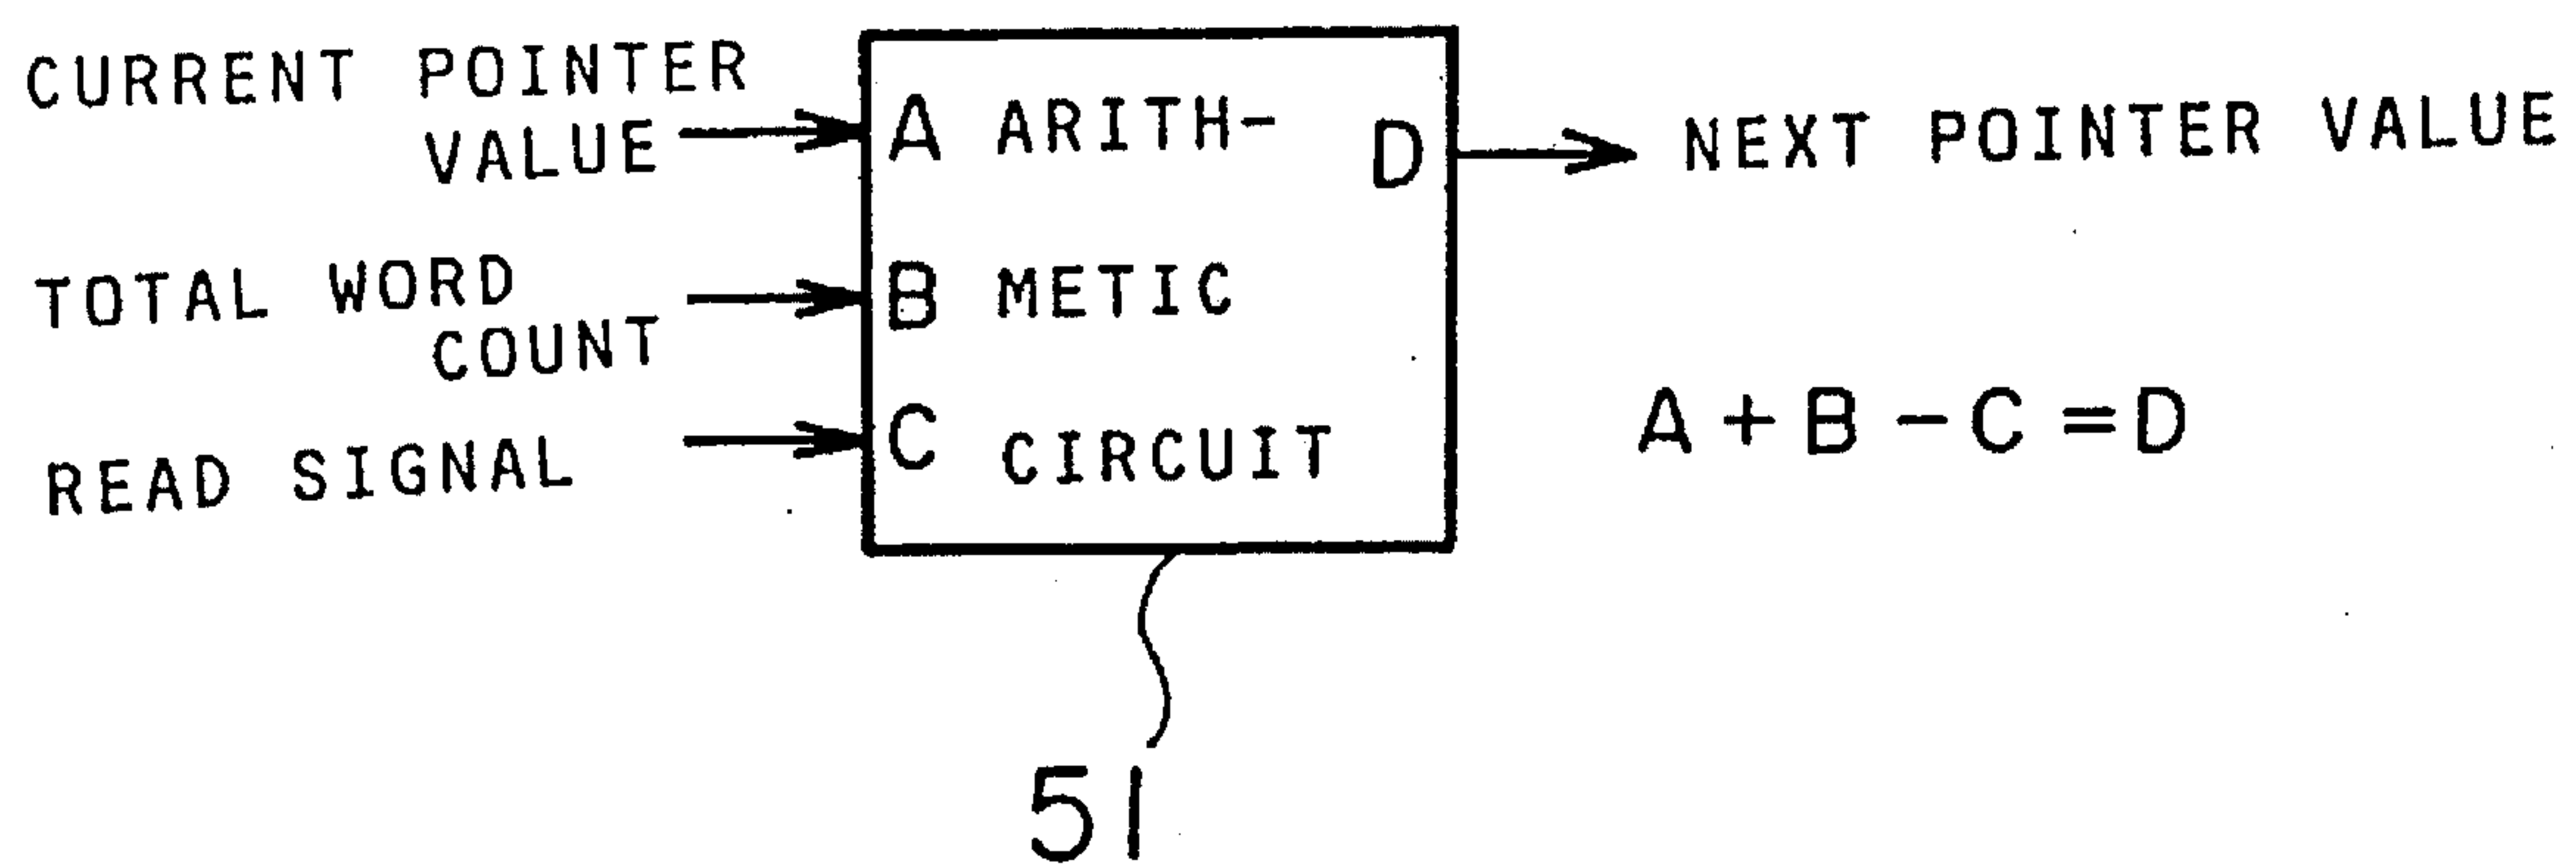 CURRENT POINTER
VALUE
A ARITH-
D
NEXT POINTER VALUE
TOTAL WORD
COUNT
B METIC
READ SIGNAL
C CIRCUIT
A + B - C = D
51